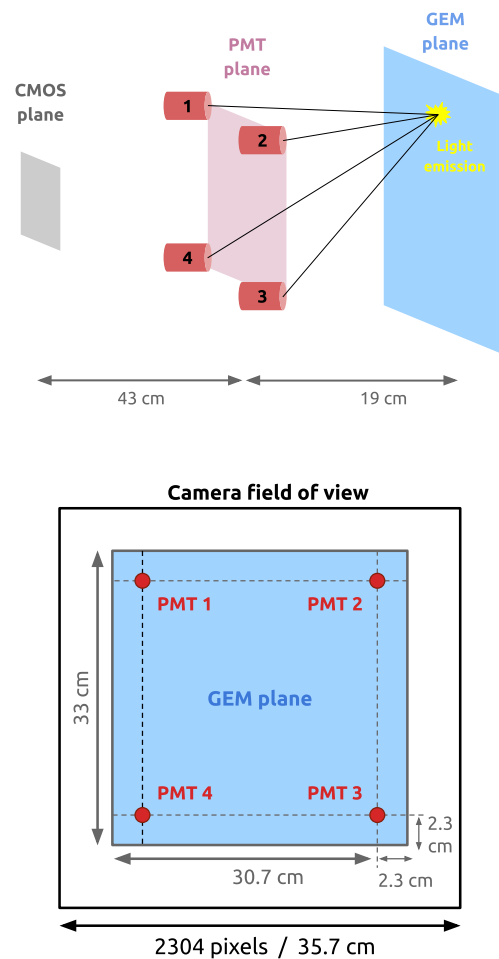 GEM
plane
PMT
plane
CMOS
plane
1
2
Light
emission
4
3
43 cm
19 cm
Camera field of view
PMT 1
PMT 2
33 cm
GEM plane
PMT 4
PMT 3
2.3
cm
30.7 cm
2.3 cm
2304 pixels / 35.7 cm